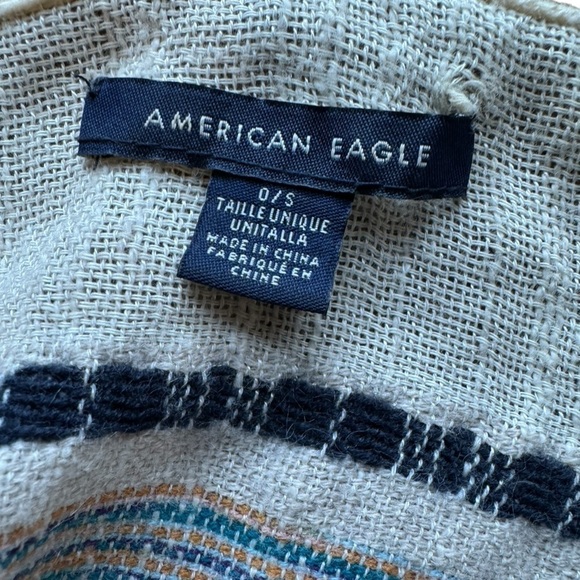 AMERICAN EAGLE
O/S
TAILLE UNIQUE
UNITALLA
MADE IN CHINA
FABRIQUÉ EN
CHINE